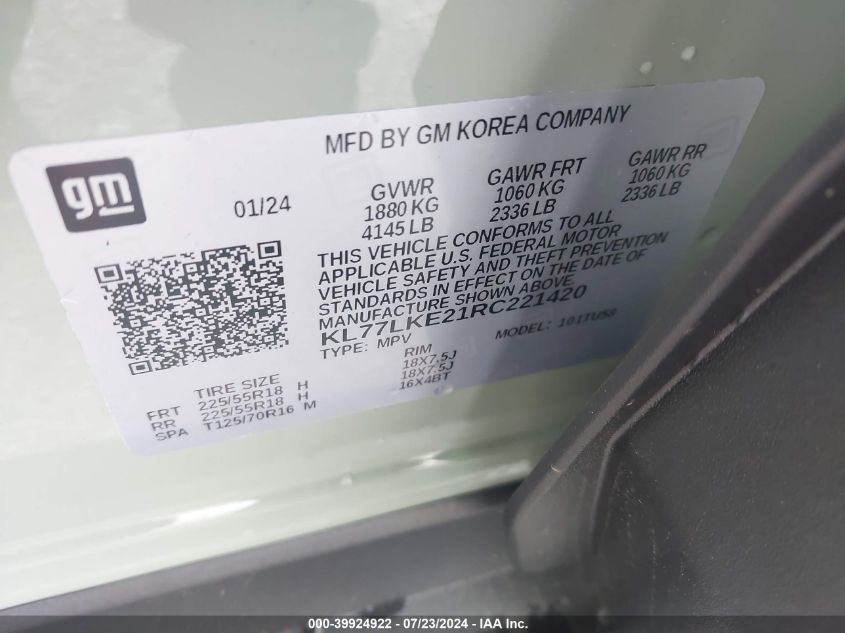 MFD BY GM KOREA COMPANY
gm
01/24
GVWR
1880 KG
4145 LB
GAWR FRT
1060 KG
2336 LB
GAWR RR
1060 KG
2336 LB
THIS VEHICLE CONFORMS TO ALL
APPLICABLE U.S. FEDERAL MOTOR
VEHICLE SAFETY AND THEFT PREVENTION
STANDARDS IN EFFECT ON THE DATE OF
MANUFACTURE SHOWN ABOVE.
KL77LKE21RC221420
TYPE: MPV MODEL: 101TU58
TIRE SIZE RIM
FRT 225/55R18 H 18X7.5J
RR 225/55R18 H 18X7.5J
SPA T125/70R16 M 16X4BT
000-39924922 - 07/23/2024 - IAA Inc.